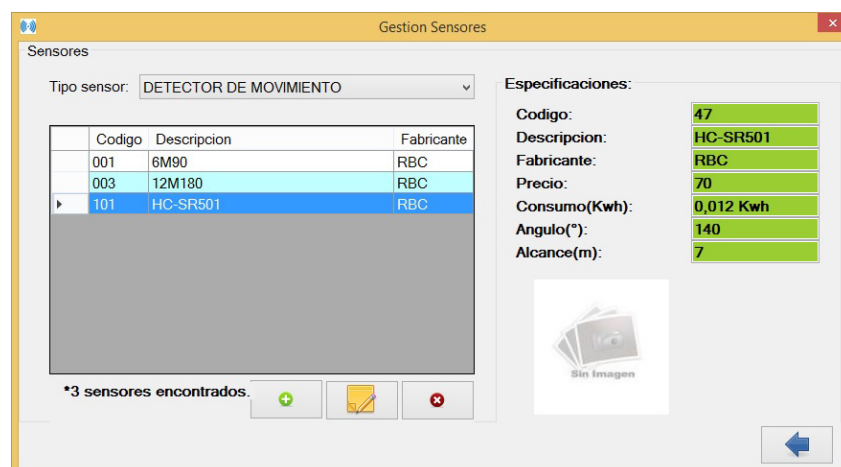 Gestion Sensores
Sensores
Tipo sensor: DETECTOR DE MOVIMIENTO
Codigo Descripcion Fabricante
001 6M90 RBC
003 12M180 RBC
101 HC-SR501 RBC
*3 sensores encontrados.
Especificaciones:
Codigo: 47
Descripcion: HC-SR501
Fabricante: RBC
Precio: 70
Consumo(Kwh): 0,012 Kwh
Angulo(°): 140
Alcance(m): 7
Sin Imagen